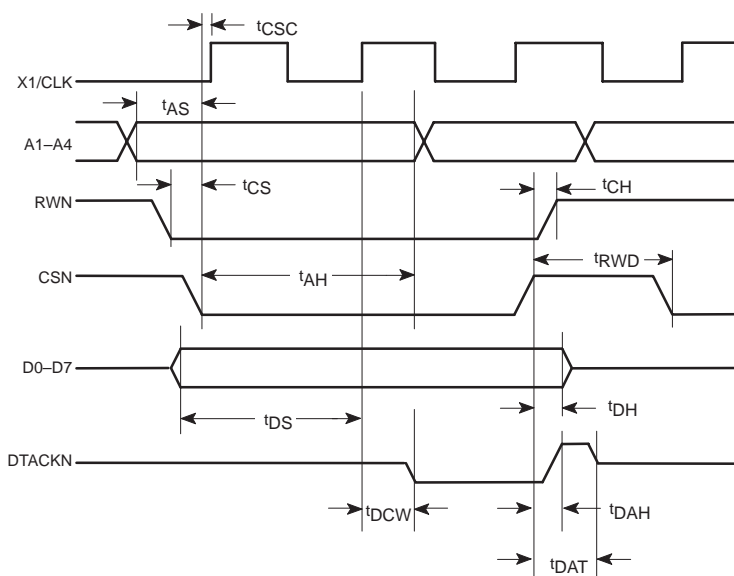 tCSC
X1/CLK
tAS
A1–A4
tCS
tCH
RWN
tRWD
tAH
CSN
D0–D7
tDS
tDH
DTACKN
tDCW
tDAH
tDAT